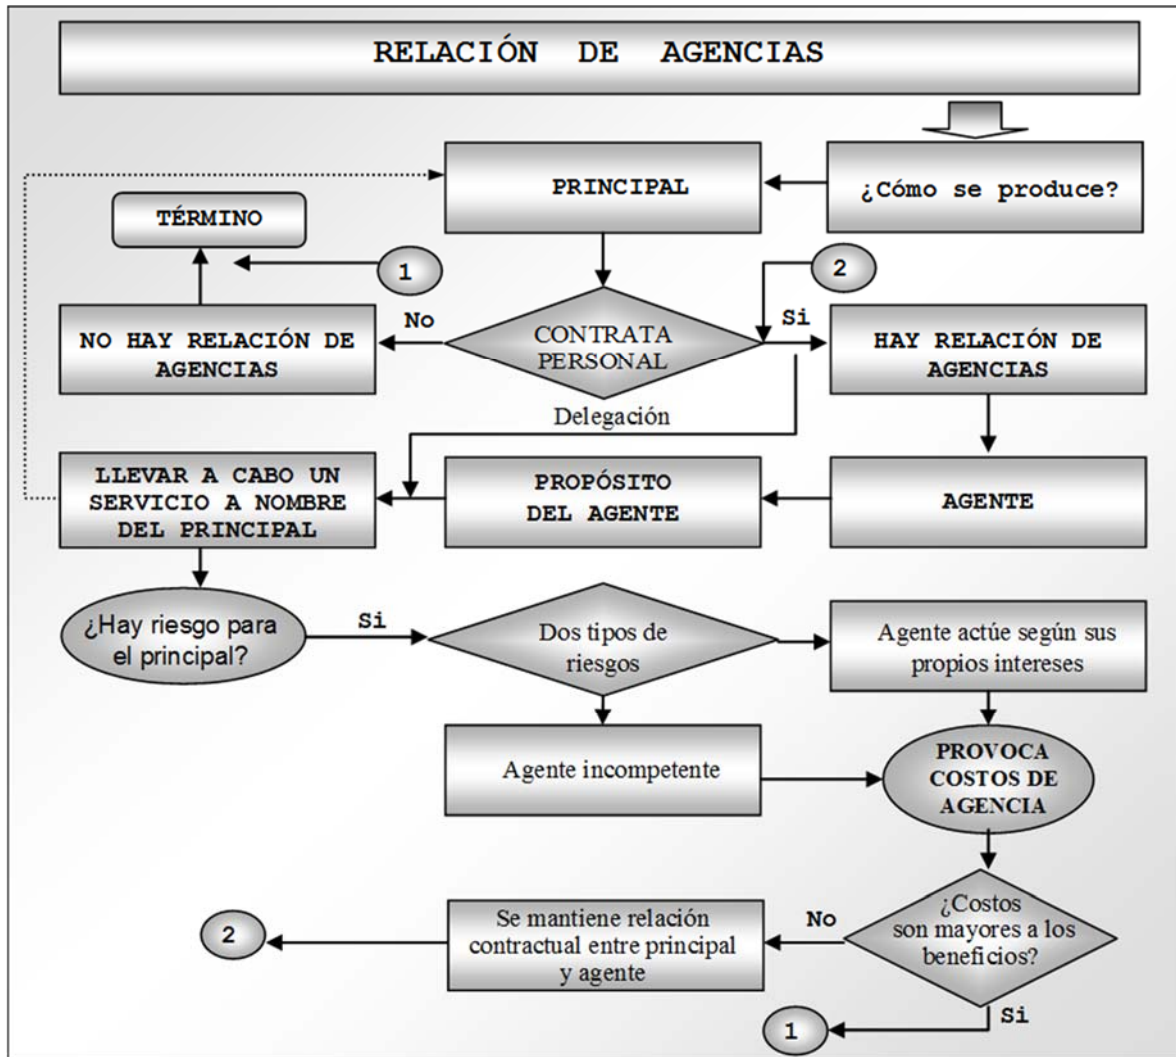 RELACIÓN DE AGENCIAS
PRINCIPAL
¿Cómo se produce?
TÉRMINO
1
2
No
CONTRATA
PERSONAL
Si
NO HAY RELACIÓN DE
AGENCIAS
HAY RELACIÓN DE
AGENCIAS
Delegación
LLEVAR A CABO UN
SERVICIO A NOMBRE
DEL PRINCIPAL
PROPÓSITO
DEL AGENTE
AGENTE
¿Hay riesgo para
el principal?
Si
Dos tipos de
riesgos
Agente actúe según sus
propios intereses
Agente incompetente
PROVOCA
COSTOS DE
AGENCIA
¿Costos
son mayores a los
beneficios?
No
Se mantiene relación
contractual entre principal
y agente
2
Si
1